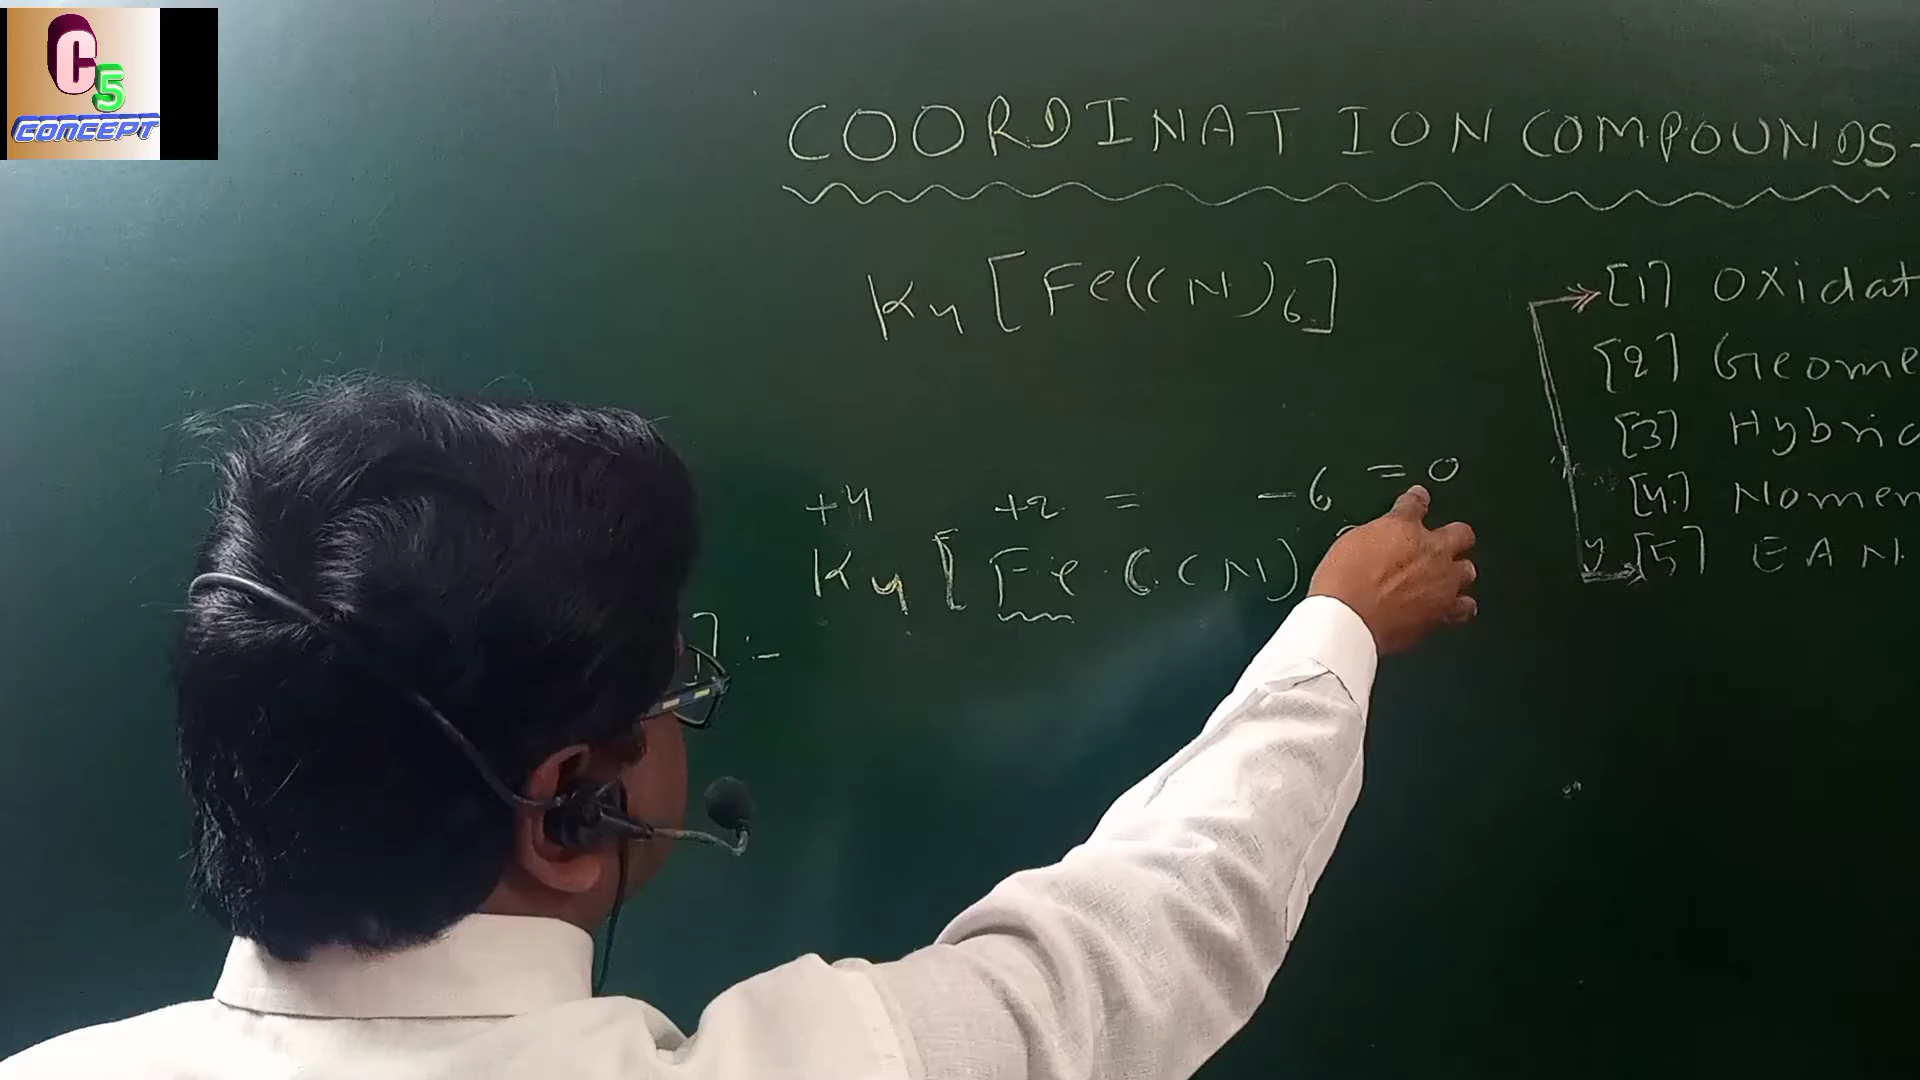 C5
CONCEPT
COORDINATION COMPOUNDS-
K4[Fe(CN)6]
[1] Oxidat
[2] Geome
[3] Hybri
[4] Nomen
[5] EAN
+4 +2 = -6 =0
K4[Fe(CN)
] :-